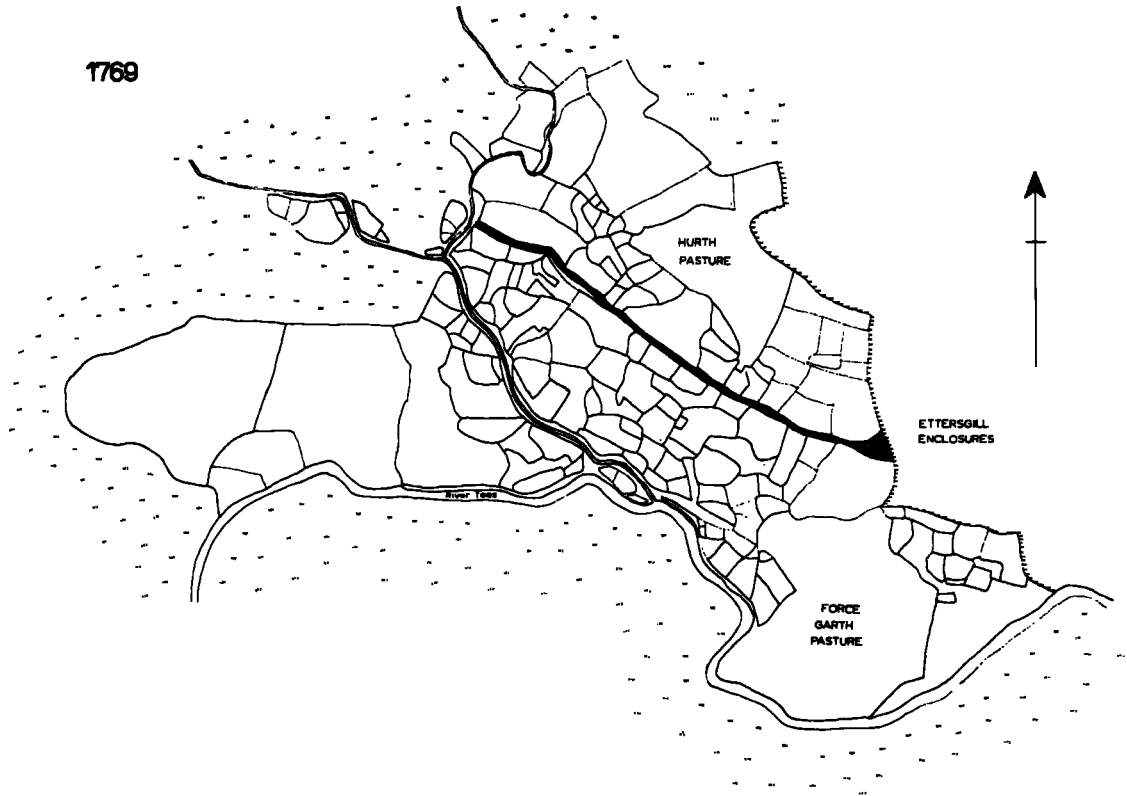 1769
HURTH
PASTURE
ETTERSGILL
ENCLOSURES
River Tees
FORCE
GARTH
PASTURE